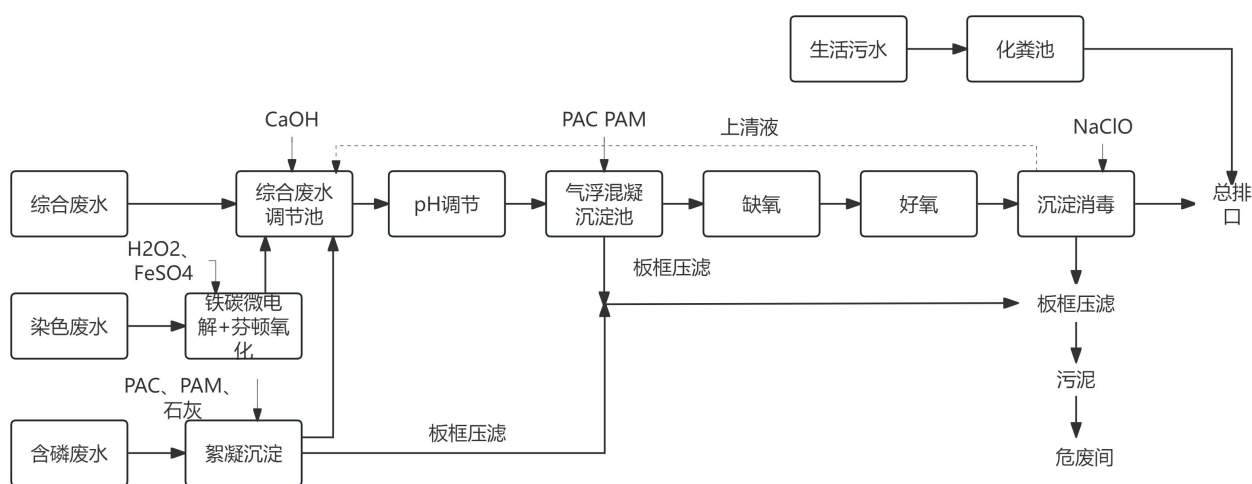 生活污水
化粪池
CaOH
PAC PAM
上清液
NaClO
综合废水
综合废水
调节池
pH调节
气浮混凝
沉淀池
缺氧
好氧
沉淀消毒
总排
口
H2O2、
FeSO4
板框压滤
染色废水
铁碳微电
解+芬顿氧
化
板框压滤
PAC、PAM、
石灰
污泥
含磷废水
絮凝沉淀
板框压滤
危废间